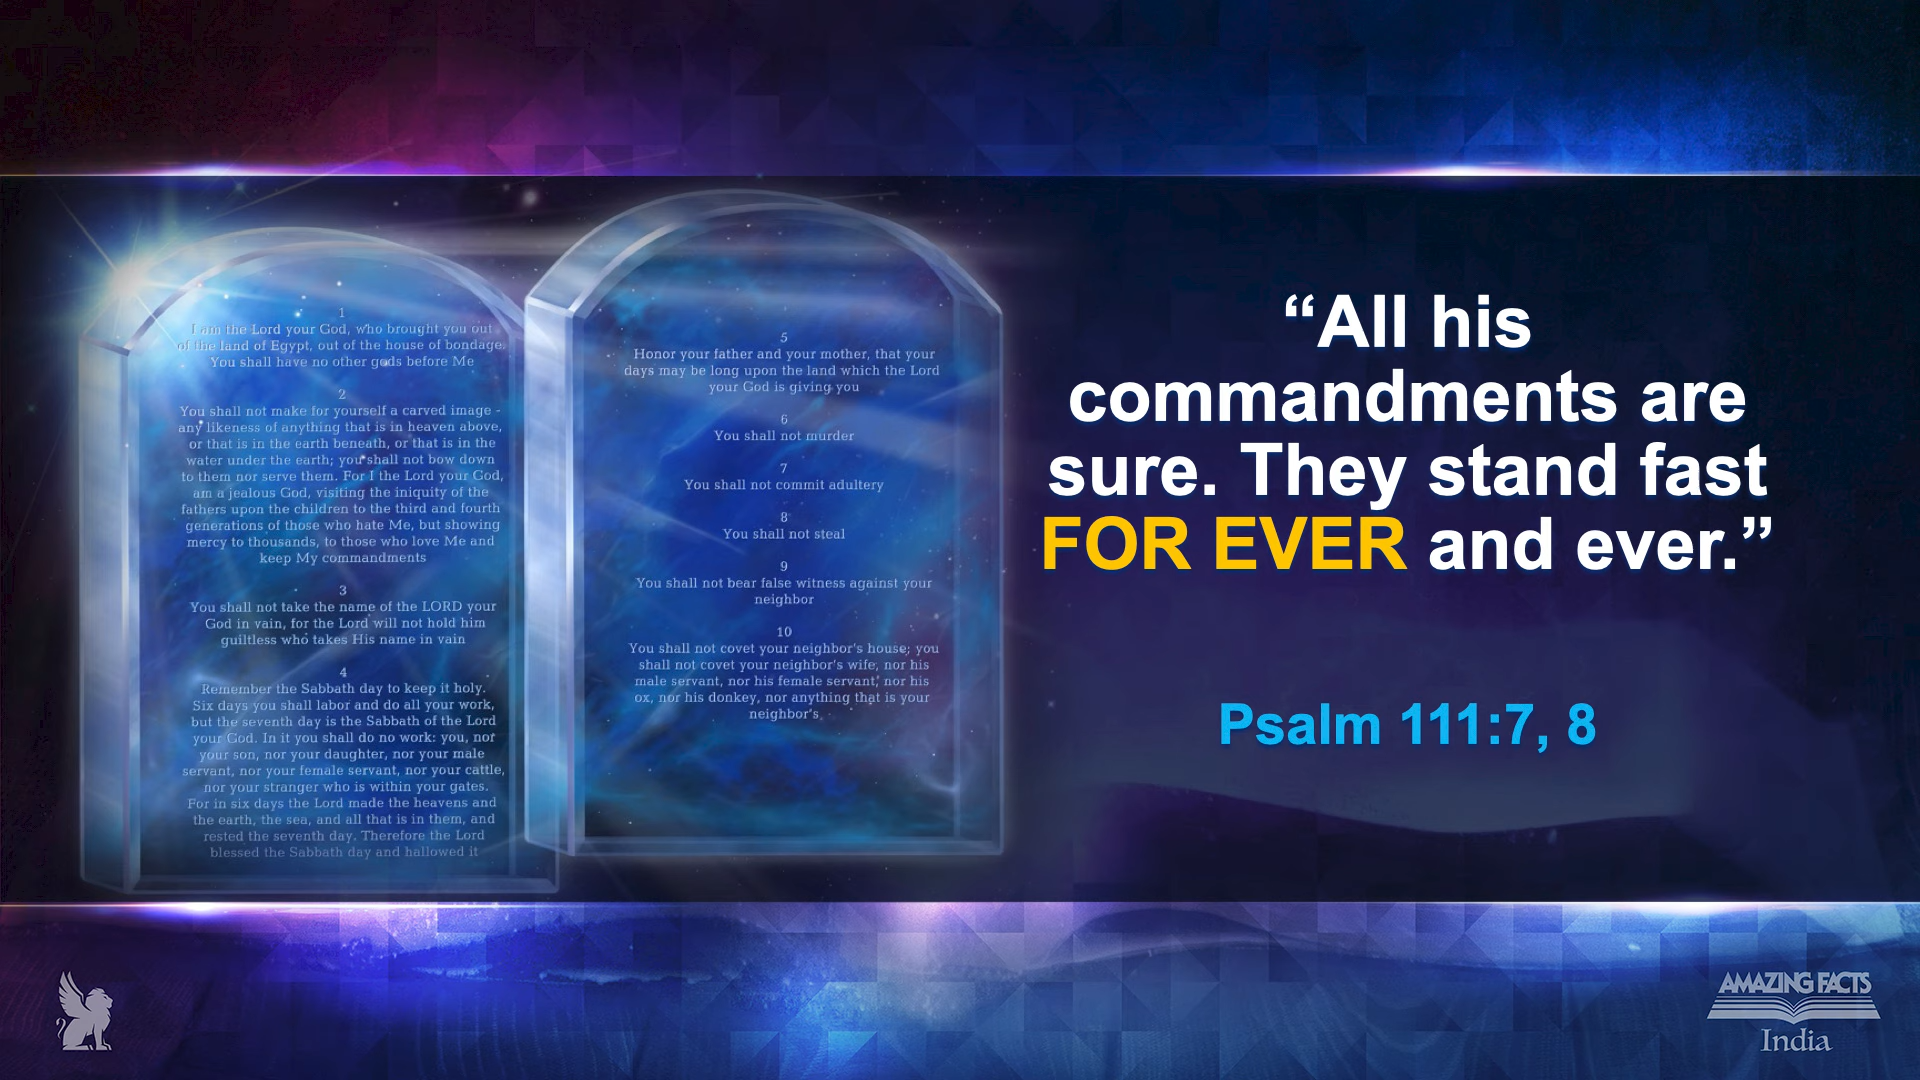 1
I am the Lord your God, who brought you out
of the land of Egypt, out of the house of bondage.
You shall have no other gods before Me
2
You shall not make for yourself a carved image -
any likeness of anything that is in heaven above,
or that is in the earth beneath, or that is in the
water under the earth; you shall not bow down
to them nor serve them. For I the Lord your God,
am a jealous God, visiting the iniquity of the
fathers upon the children to the third and fourth
generations of those who hate Me, but showing
mercy to thousands, to those who love Me and
keep My commandments
3
You shall not take the name of the LORD your
God in vain, for the Lord will not hold him
guiltless who takes His name in vain
4
Remember the Sabbath day to keep it holy.
Six days you shall labor and do all your work,
but the seventh day is the Sabbath of the Lord
your God. In it you shall do no work: you, nor
your son, nor your daughter, nor your male
servant, nor your female servant, nor your cattle,
nor your stranger who is within your gates.
For in six days the Lord made the heavens and
the earth, the sea, and all that is in them, and
rested the seventh day. Therefore the Lord
blessed the Sabbath day and hallowed it
5
Honor your father and your mother, that your
days may be long upon the land which the Lord
your God is giving you
6
You shall not murder
7
You shall not commit adultery
8
You shall not steal
9
You shall not bear false witness against your
neighbor
10
You shall not covet your neighbor's house; you
shall not covet your neighbor's wife, nor his
male servant, nor his female servant, nor his
ox, nor his donkey, nor anything that is your
neighbor's.
“All his
commandments are
sure. They stand fast
FOR EVER and ever.”
Psalm 111:7, 8
AMAZING FACTS
India